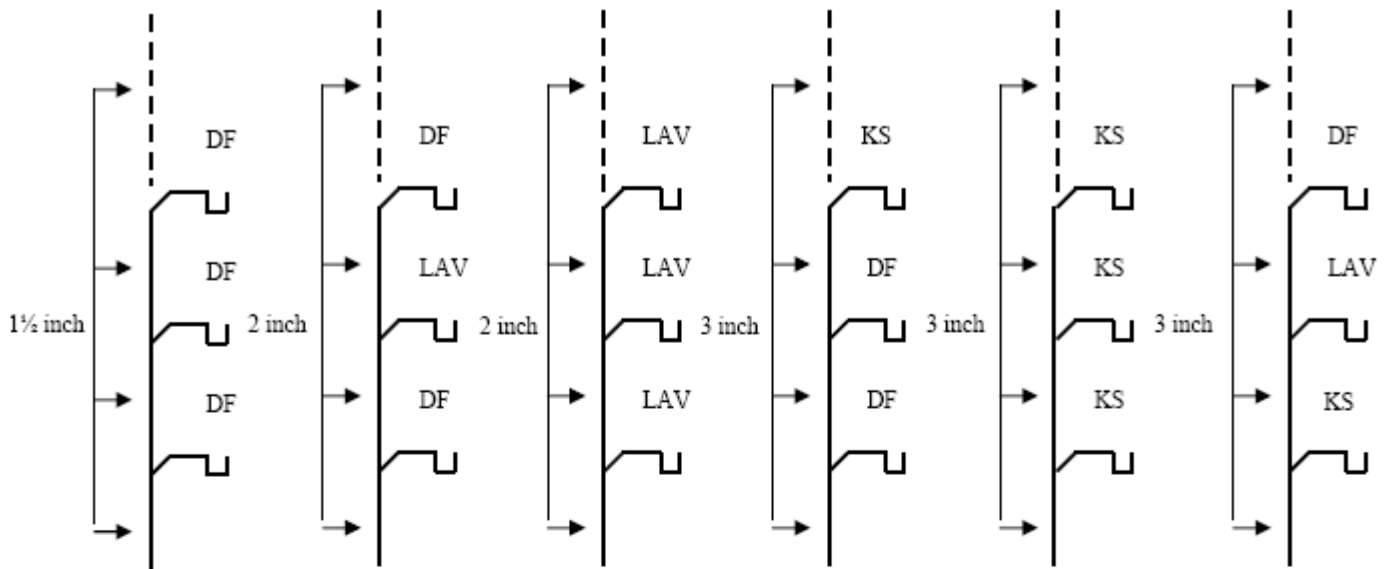 DF DF LAV KS KS DF
DF LAV LAV DF KS LAV
1½ inch 2 inch 2 inch 3 inch 3 inch 3 inch
DF DF LAV DF KS KS